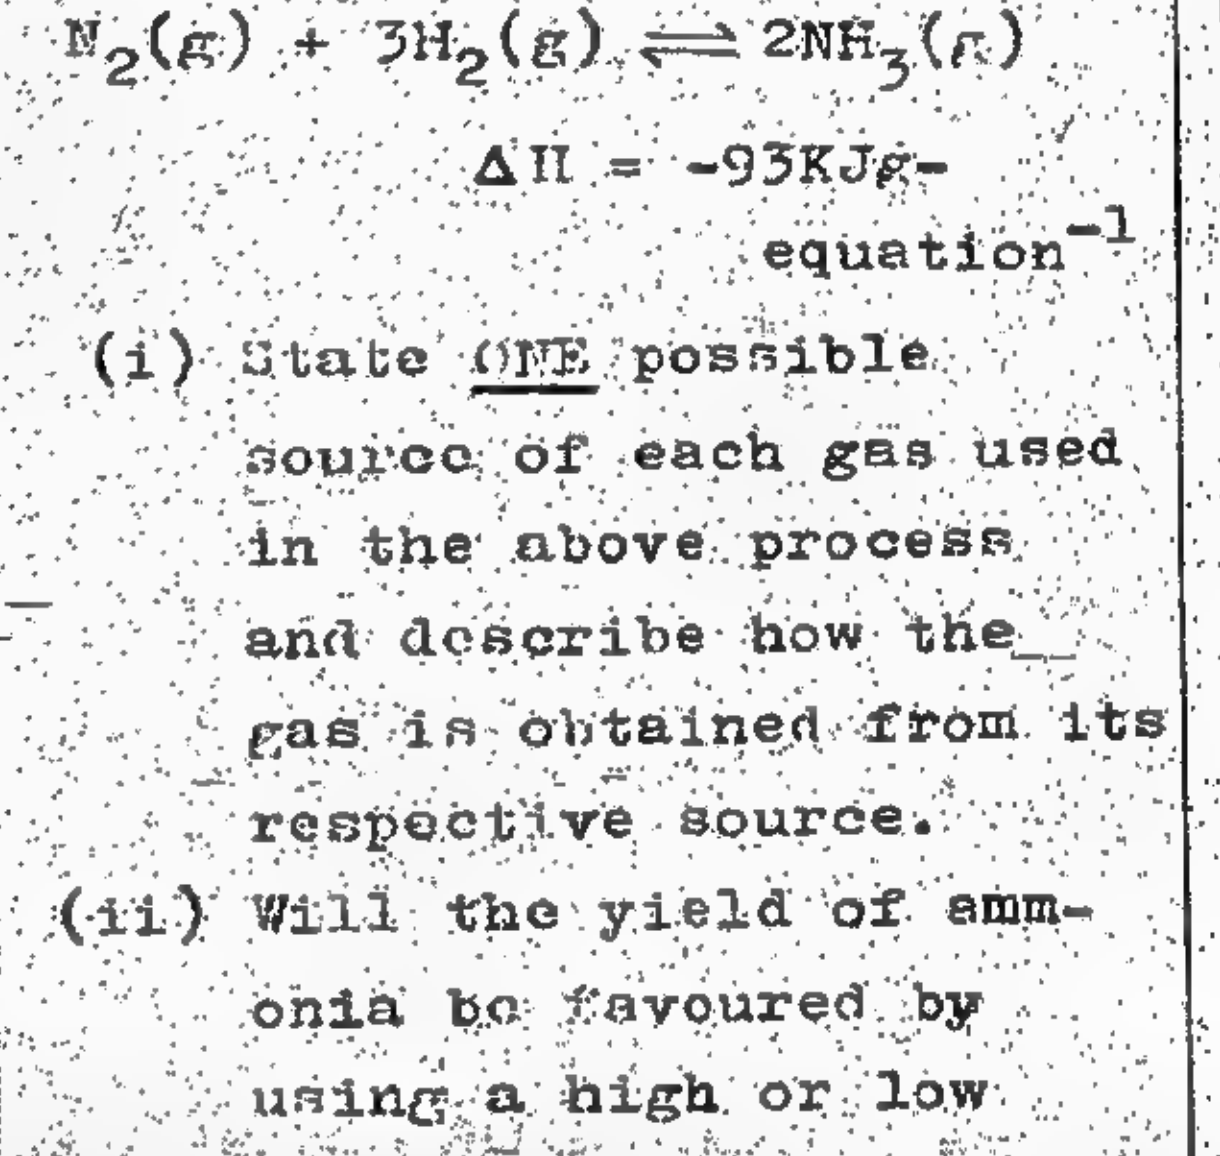 N₂(g) + 3H₂(g) ⇌ 2NH₃(g)
ΔH = -93KJg-
equation⁻¹
(i) State ONE possible
source of each gas used
in the above process
and describe how the
gas is obtained from its
respective source.
(ii) Will the yield of amm-
onia be favoured by
using a high or low